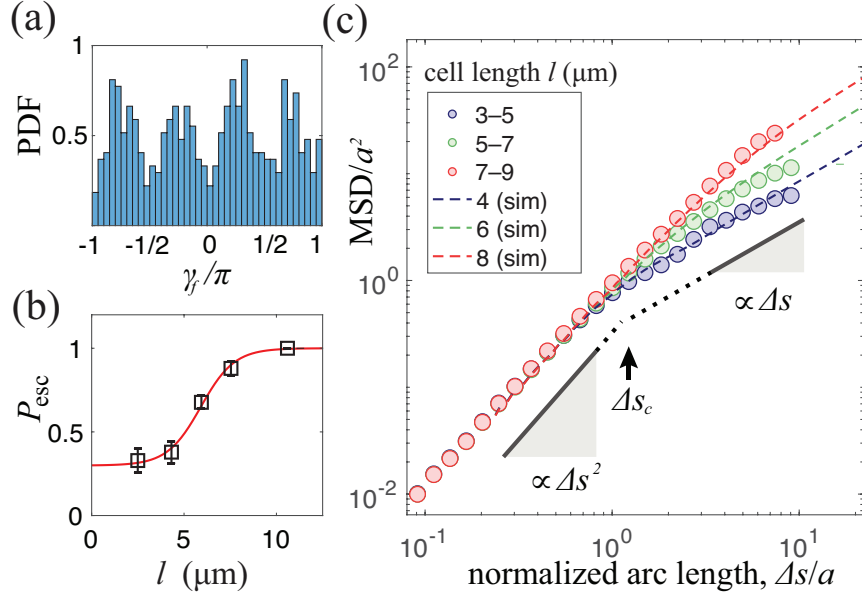 (a)
PDF
1
0.5
-1
-1/2
0
1/2
1
γf/π
(b)
Pesc
1
0.5
0
0
5
10
l (μm)
(c)
MSD/a²
10²
10⁰
10⁻²
cell length l (μm)
3–5
5–7
7–9
4 (sim)
6 (sim)
8 (sim)
∝Δs
Δsc
∝Δs²
10⁻¹
10⁰
10¹
normalized arc length, Δs/a